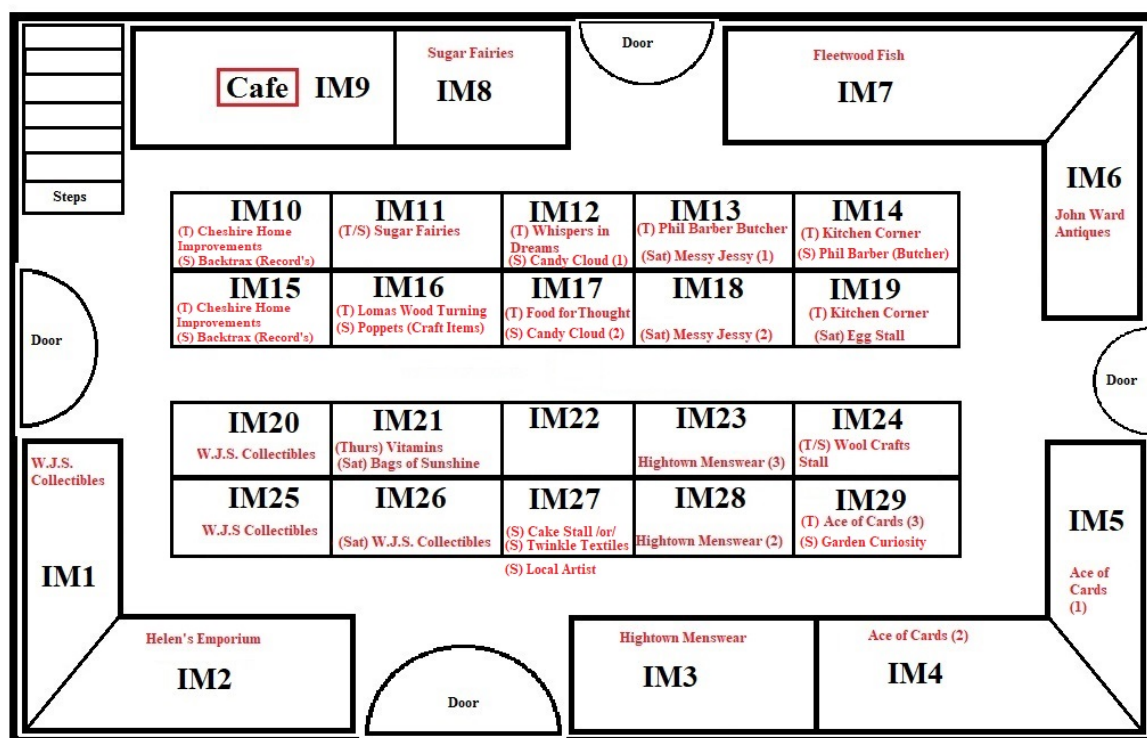 Cafe IM9
Sugar Fairies
IM8
Door
Fleetwood Fish
IM7
IM6
John Ward
Antiques
Steps
IM10
(T) Cheshire Home
Improvements
(S) Backtrax (Record's)
IM11
(T/S) Sugar Fairies
IM12
(T) Whispers in
Dreams
(S) Candy Cloud (1)
IM13
(T) Phil Barber Butcher
(Sat) Messy Jessy (1)
IM14
(T) Kitchen Corner
(S) Phil Barber (Butcher)
IM15
(T) Cheshire Home
Improvements
(S) Backtrax (Record's)
IM16
(T) Lomas Wood Turning
(S) Poppets (Craft Items)
IM17
(T) Food for Thought
(S) Candy Cloud (2)
IM18
(Sat) Messy Jessy (2)
IM19
(T) Kitchen Corner
(Sat) Egg Stall
Door
Door
IM20
W.J.S. Collectibles
IM21
(Thurs) Vitamins
(Sat) Bags of Sunshine
IM22
IM23
Hightown Menswear (3)
IM24
(T/S) Wool Crafts
Stall
IM25
W.J.S Collectibles
IM26
(Sat) W.J.S. Collectibles
IM27
(S) Cake Stall /or/
(S) Twinkle Textiles
(S) Local Artist
IM28
Hightown Menswear (2)
IM29
(T) Ace of Cards (3)
(S) Garden Curiosity
W.J.S.
Collectibles
IM1
IM5
Ace of
Cards
(1)
Helen's Emporium
IM2
Door
Hightown Menswear
IM3
Ace of Cards (2)
IM4